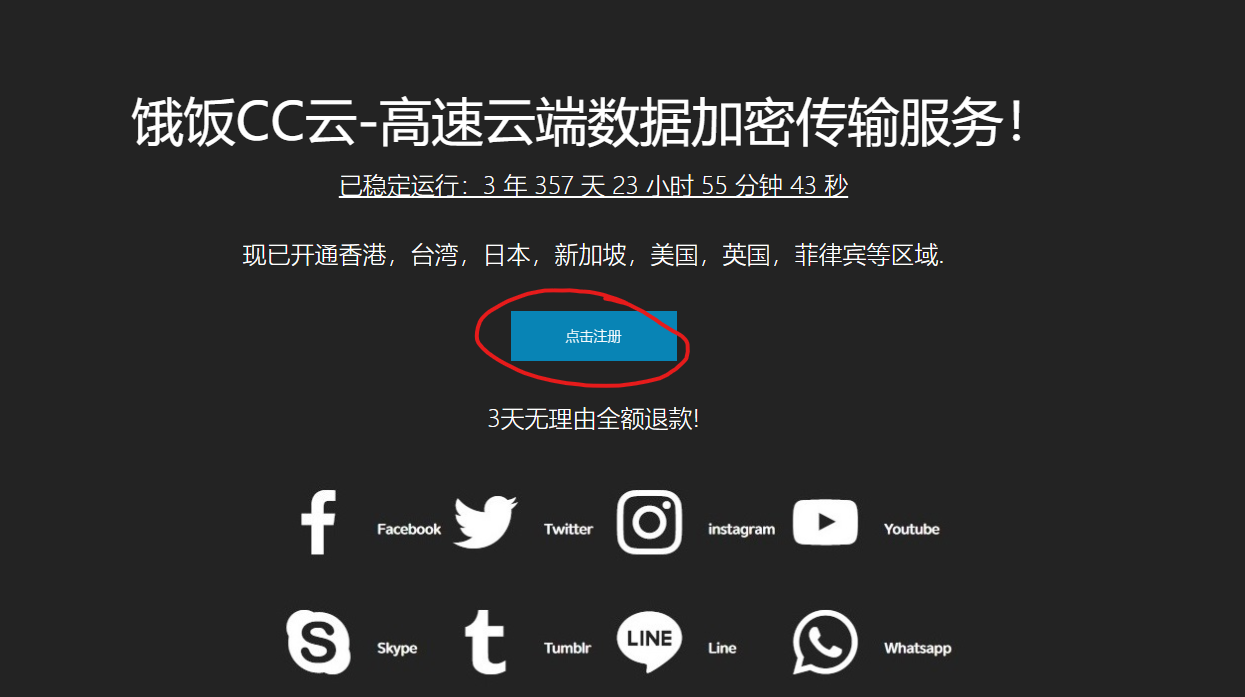 饿饭CC云-高速云端数据加密传输服务!
已稳定运行：3 年 357 天 23 小时 55 分钟 43 秒
现已开通香港，台湾，日本，新加坡，美国，英国，菲律宾等区域.
点击注册
3天无理由全额退款!
Facebook Twitter instagram Youtube
LINE
Skype Tumblr Line Whatsapp